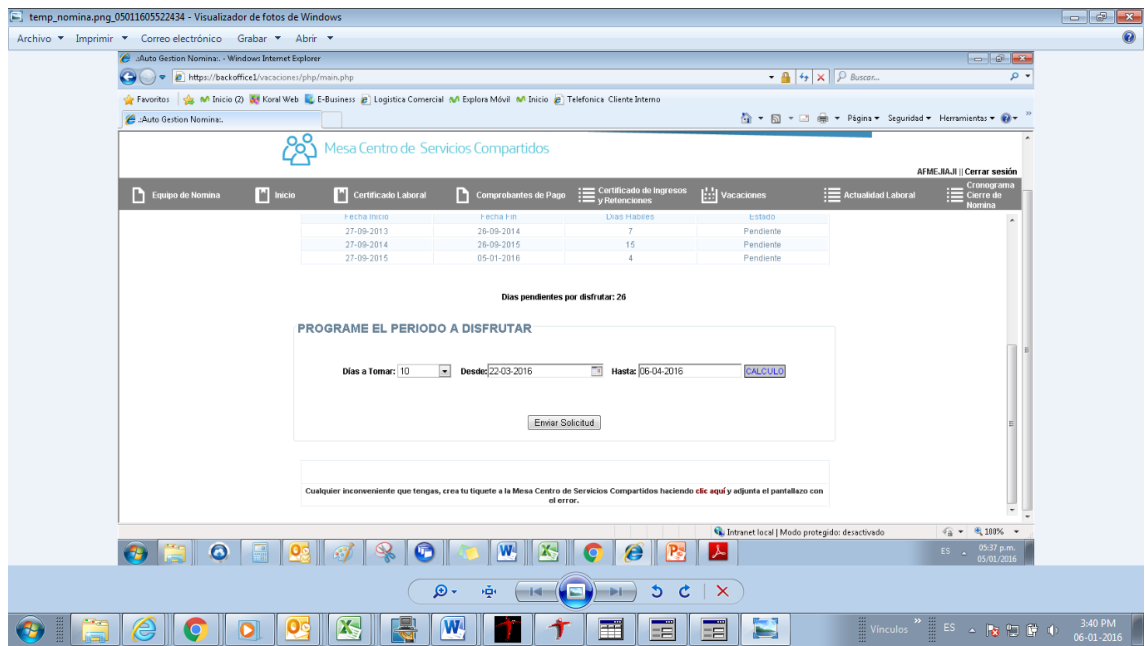 temp_nomina.png_05011605522434 - Visualizador de fotos de Windows
Archivo Imprimir Correo electrónico Grabar Abrir
.:Auto Gestion Nomina:. - Windows Internet Explorer
https://backoffice1/vacaciones/php/main.php Buscar...
Favoritos Inicio (2) Koral Web E-Business Logistica Comercial Explora Móvil Inicio Telefonica Cliente Interno
.:Auto Gestion Nomina:. Página Seguridad Herramientas
Mesa Centro de Servicios Compartidos
AFMEJIAJI || Cerrar sesión
Equipo de Nomina Inicio Certificado Laboral Comprobantes de Pago Certificado de Ingresos y Retenciones Vacaciones Actualidad Laboral Cronograma Cierre de Nomina
Fecha Inicio Fecha Fin Dias Habiles Estado
27-09-2013 26-09-2014 7 Pendiente
27-09-2014 26-09-2015 15 Pendiente
27-09-2015 05-01-2016 4 Pendiente
Dias pendientes por disfrutar: 26
PROGRAME EL PERIODO A DISFRUTAR
Días a Tomar: 10 Desde: 22-03-2016 Hasta: 06-04-2016 CALCULO
Enviar Solicitud
Cualquier inconveniente que tengas, crea tu tiquete a la Mesa Centro de Servicios Compartidos haciendo clic aquí y adjunta el pantallazo con
el error.
Intranet local | Modo protegido: desactivado 100%
ES 05:37 p.m.
05/01/2016
Vínculos ES 3:40 PM
06-01-2016